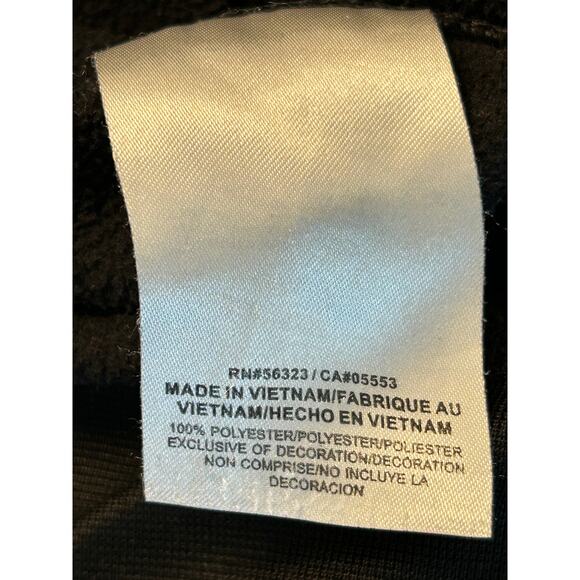 RN#56323 / CA#05553
MADE IN VIETNAM/FABRIQUE AU
VIETNAM/HECHO EN VIETNAM
100% POLYESTER/POLYESTER/POLIESTER
EXCLUSIVE OF DECORATION/DECORATION
NON COMPRISE/NO INCLUYE LA
DECORACION